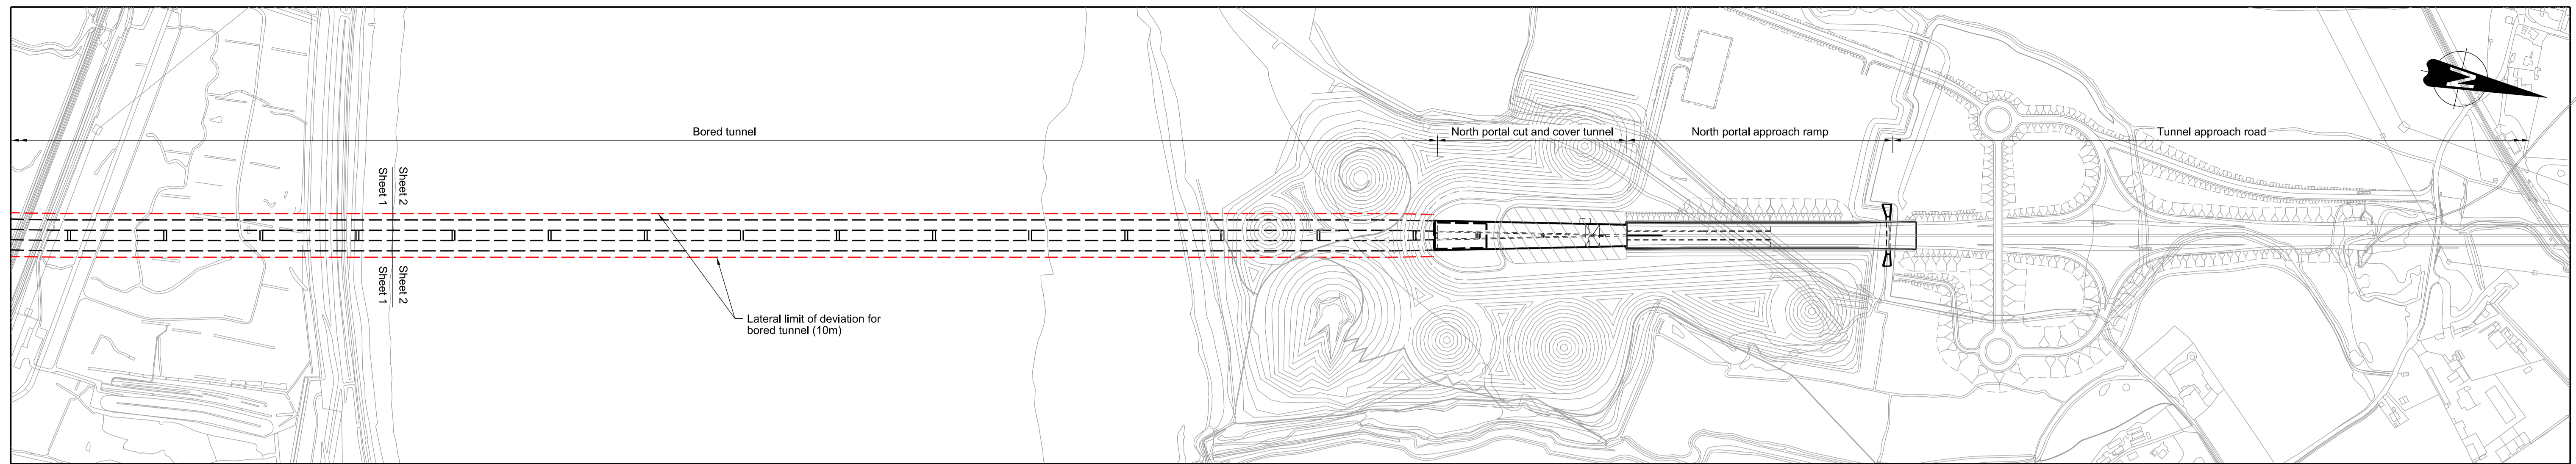 Bored tunnel
North portal cut and cover tunnel
North portal approach ramp
Tunnel approach road
N
Sheet 2
Sheet 1
Sheet 2
Sheet 1
Lateral limit of deviation for
bored tunnel (10m)